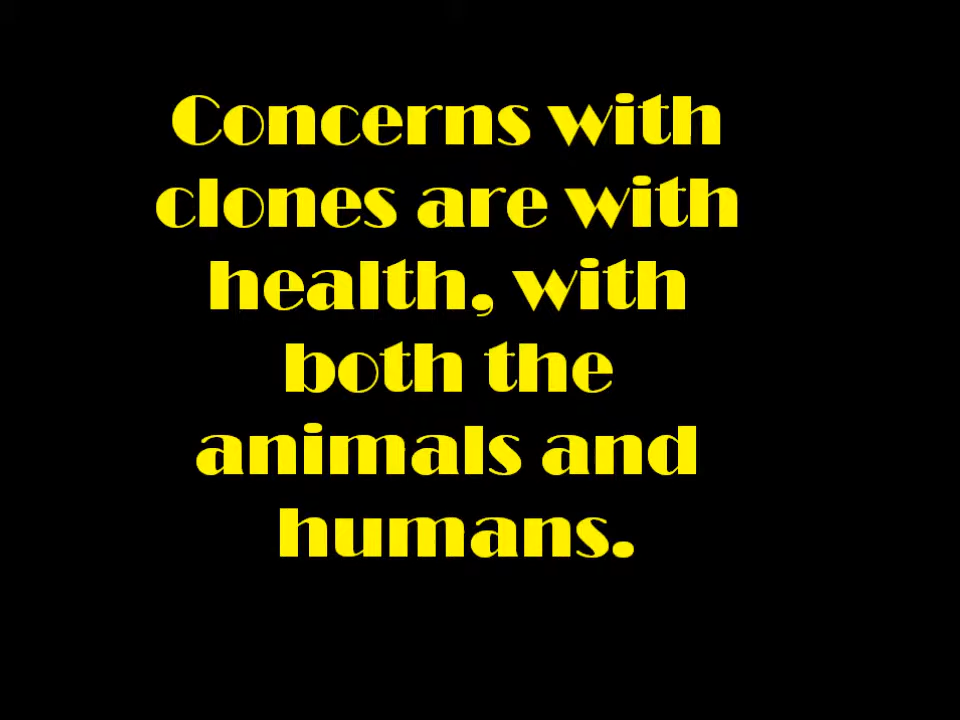 Concerns with
clones are with
health, with
both the
animals and
humans.